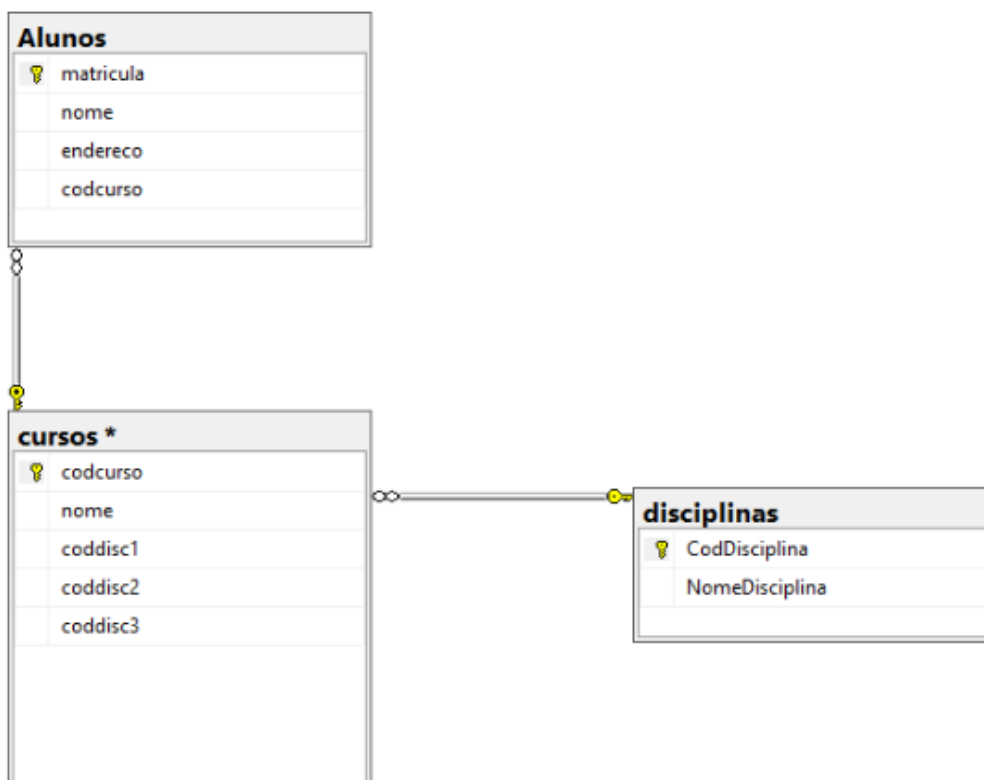 Alunos
matricula
nome
endereco
codcurso
cursos *
codcurso
nome
coddisc1
coddisc2
coddisc3
disciplinas
CodDisciplina
NomeDisciplina